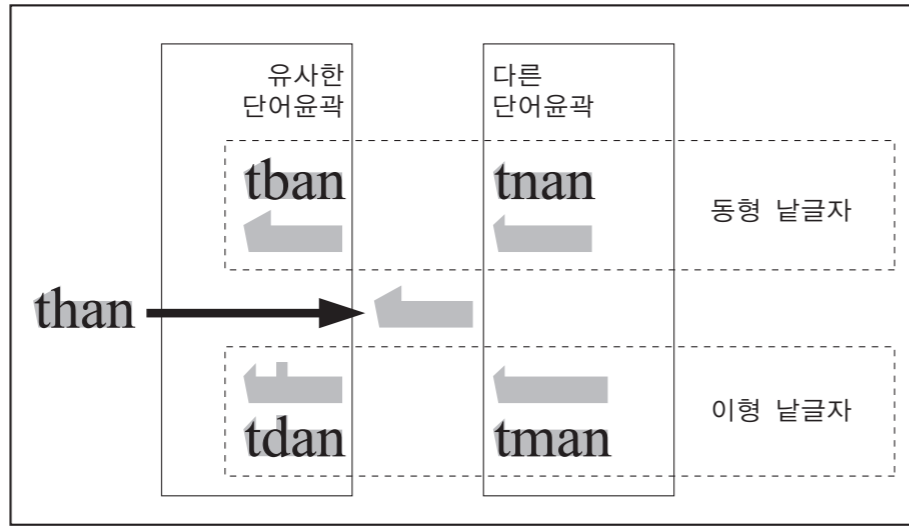 유사한
단어윤곽
다른
단어윤곽
tban
tnan
동형 낱글자
than
이형 낱글자
tdan
tman